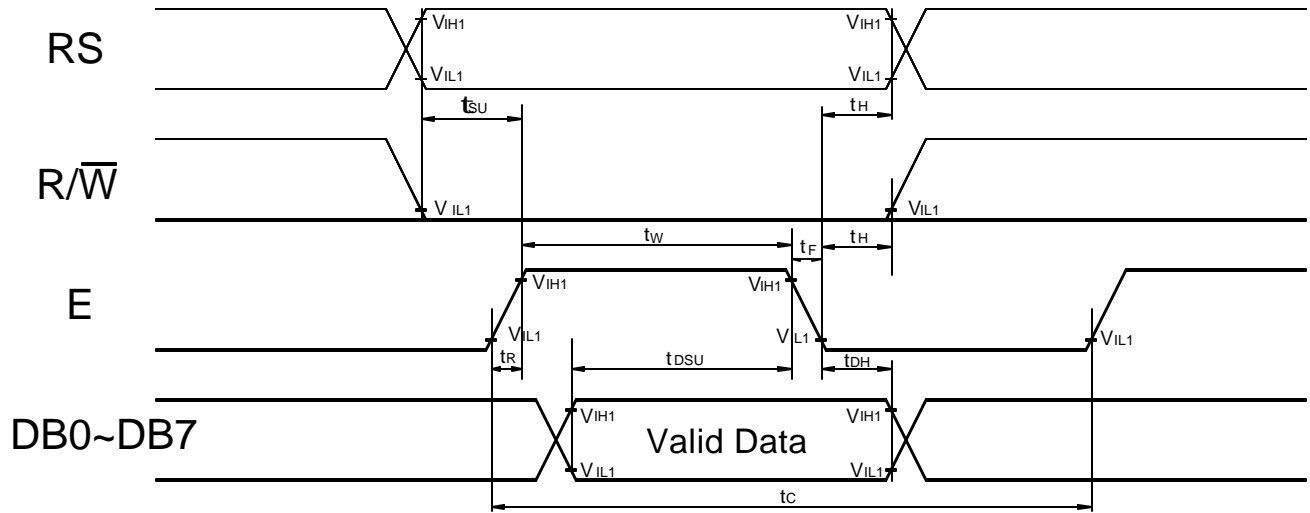 RS
VIH1
VIH1
VIL1
VIL1
tSU
tH
R/W̅
VIL1
VIL1
tW
tF
tH
E
VIH1
VIH1
VIL1
VIL1
VIL1
tR
tDSU
tDH
DB0~DB7
VIH1
Valid Data
VIH1
VIL1
VIL1
tC